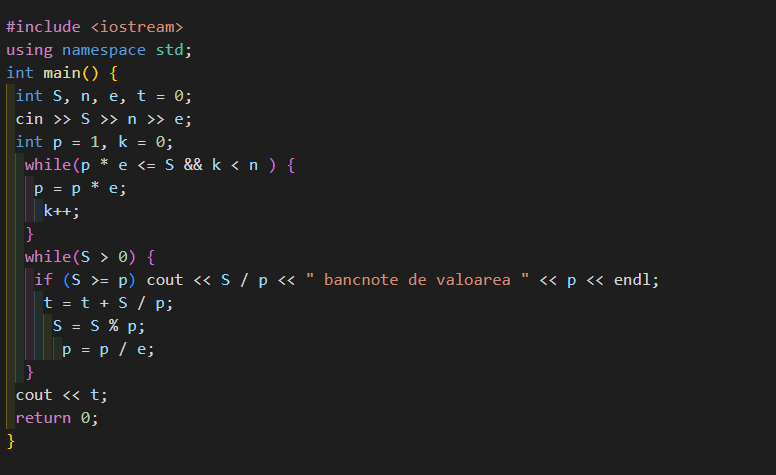 #include <iostream>
using namespace std;
int main() {
int S, n, e, t = 0;
cin >> S >> n >> e;
int p = 1, k = 0;
while(p * e <= S && k < n ) {
p = p * e;
k++;
}
while(S > 0) {
if (S >= p) cout << S / p << " bancnote de valoarea " << p << endl;
t = t + S / p;
S = S % p;
p = p / e;
}
cout << t;
return 0;
}